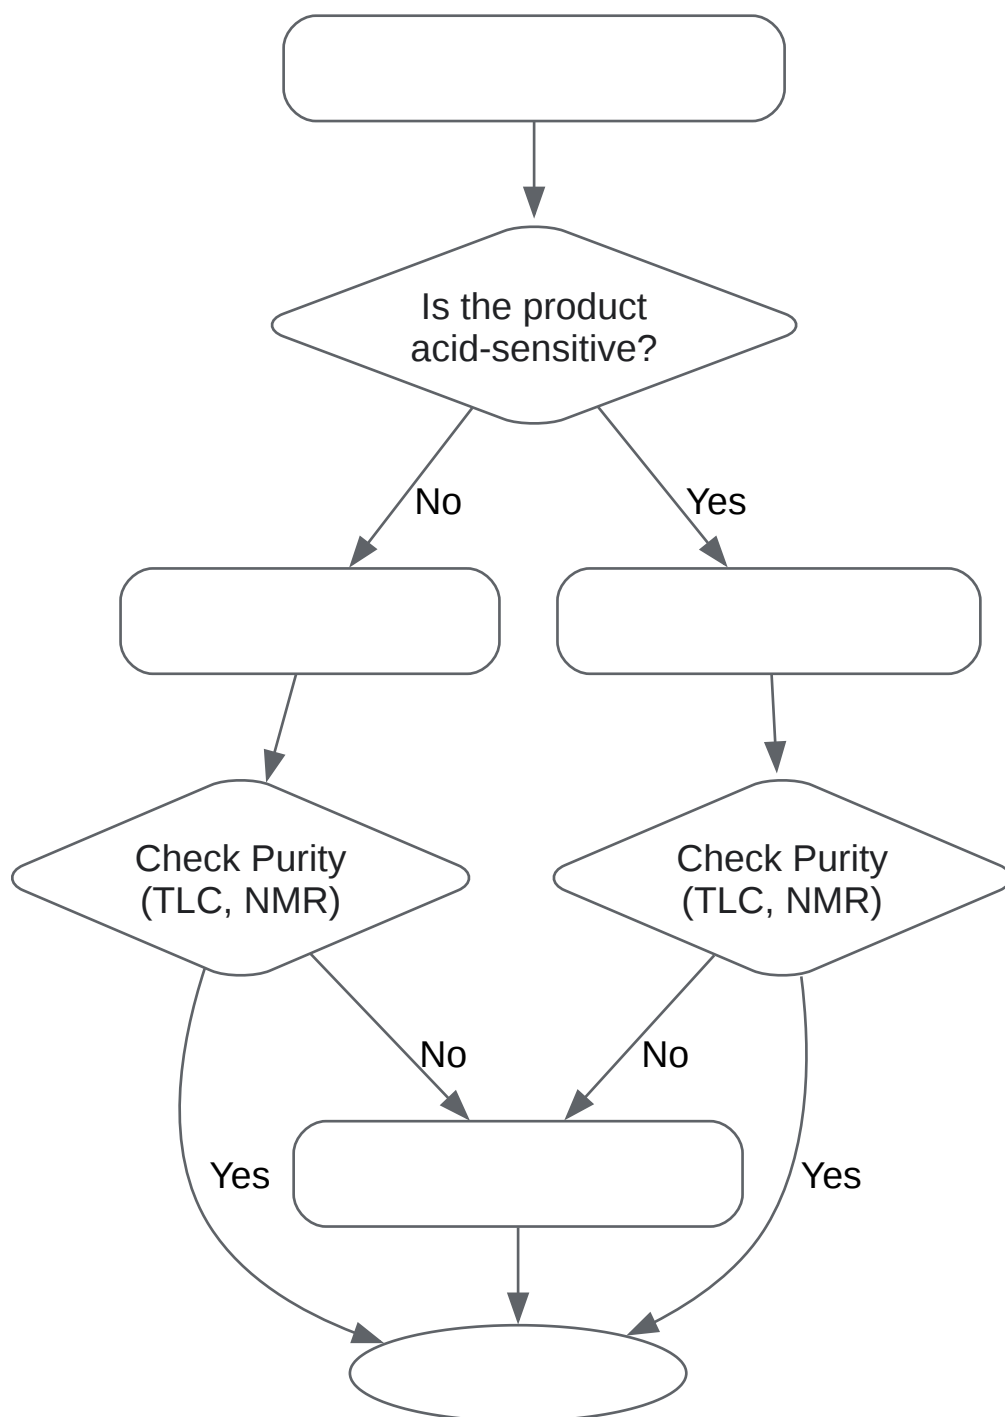 Is the product
acid-sensitive?
No
Yes
Check Purity
(TLC, NMR)
Check Purity
(TLC, NMR)
No
No
Yes
Yes